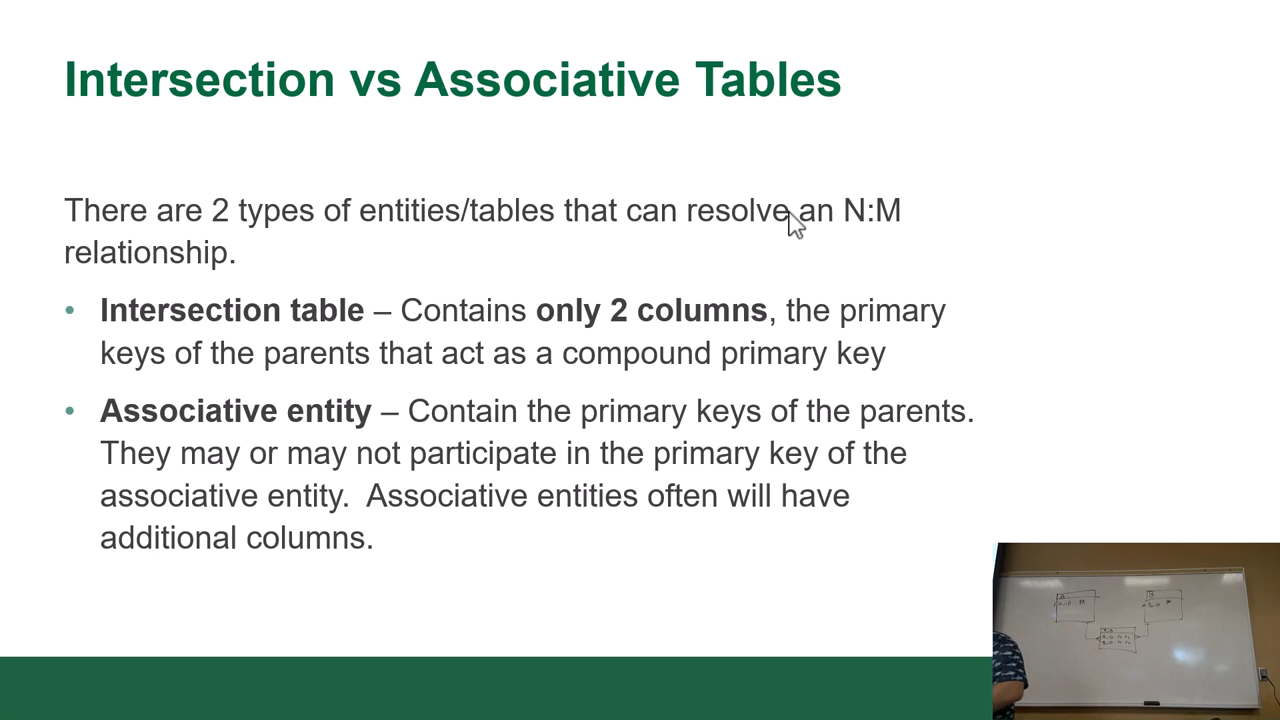 Intersection vs Associative Tables
There are 2 types of entities/tables that can resolve an N:M
relationship.
• Intersection table – Contains only 2 columns, the primary
keys of the parents that act as a compound primary key
• Associative entity – Contain the primary keys of the parents.
They may or may not participate in the primary key of the
associative entity.  Associative entities often will have
additional columns.